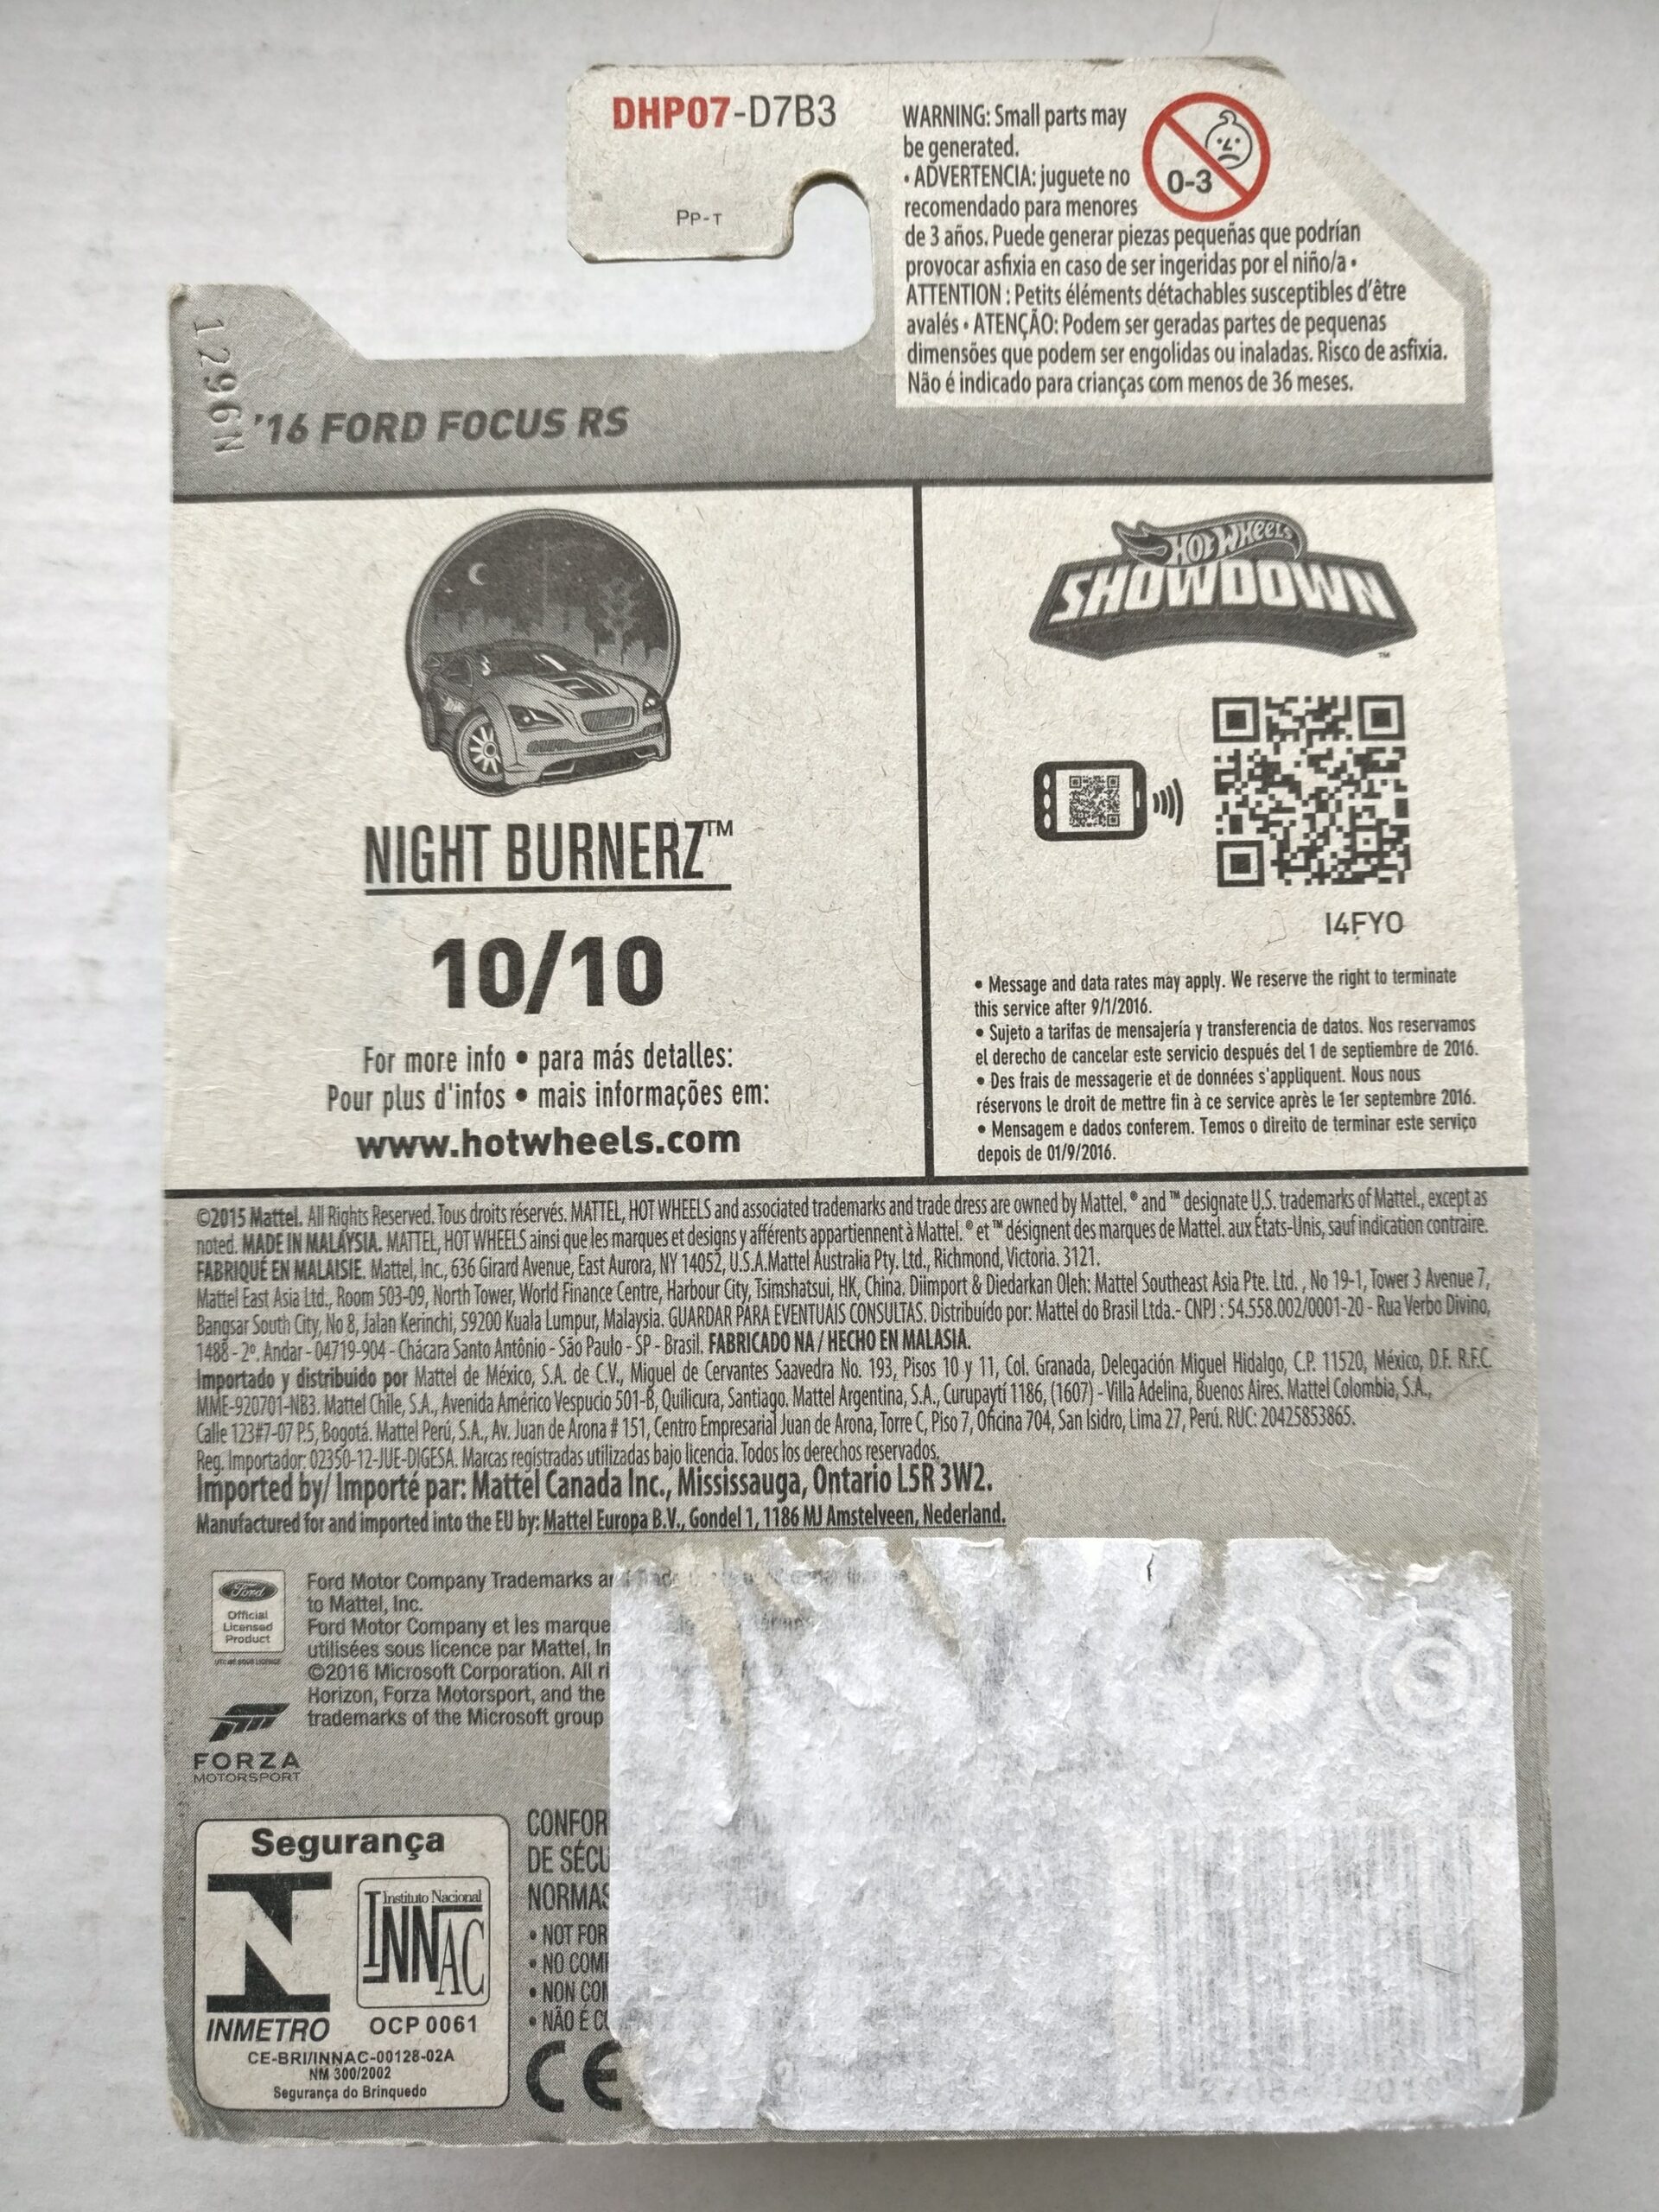 DHP07-D7B3
PP-T
WARNING: Small parts may
be generated.
• ADVERTENCIA: juguete no
recomendado para menores
de 3 años. Puede generar piezas pequeñas que podrían
provocar asfixia en caso de ser ingeridas por el niño/a •
ATTENTION : Petits éléments détachables susceptibles d'être
avalés • ATENÇÃO: Podem ser geradas partes de pequenas
dimensões que podem ser engolidas ou inaladas. Risco de asfixia.
Não é indicado para crianças com menos de 36 meses.
0-3
1296N
'16 FORD FOCUS RS
NIGHT BURNERZ™
10/10
For more info • para más detalles:
Pour plus d'infos • mais informações em:
www.hotwheels.com
HOT WHEELS
SHOWDOWN
™
I4FYO
• Message and data rates may apply. We reserve the right to terminate
this service after 9/1/2016.
• Sujeto a tarifas de mensajería y transferencia de datos. Nos reservamos
el derecho de cancelar este servicio después del 1 de septiembre de 2016.
• Des frais de messagerie et de données s'appliquent. Nous nous
réservons le droit de mettre fin à ce service après le 1er septembre 2016.
• Mensagem e dados conferem. Temos o direito de terminar este serviço
depois de 01/9/2016.
©2015 Mattel. All Rights Reserved. Tous droits réservés. MATTEL, HOT WHEELS and associated trademarks and trade dress are owned by Mattel. ® and ™ designate U.S. trademarks of Mattel., except as
noted. MADE IN MALAYSIA. MATTEL, HOT WHEELS ainsi que les marques et designs y afférents appartiennent à Mattel. ® et ™ désignent des marques de Mattel. aux États-Unis, sauf indication contraire.
FABRIQUÉ EN MALAISIE. Mattel, Inc., 636 Girard Avenue, East Aurora, NY 14052, U.S.A.Mattel Australia Pty. Ltd., Richmond, Victoria. 3121.
Mattel East Asia Ltd., Room 503-09, North Tower, World Finance Centre, Harbour City, Tsimshatsui, HK, China. Diimport & Diedarkan Oleh: Mattel Southeast Asia Pte. Ltd. , No 19-1, Tower 3 Avenue 7,
Bangsar South City, No 8, Jalan Kerinchi, 59200 Kuala Lumpur, Malaysia. GUARDAR PARA EVENTUAIS CONSULTAS. Distribuído por: Mattel do Brasil Ltda.- CNPJ : 54.558.002/0001-20 - Rua Verbo Divino,
1488 - 2º. Andar - 04719-904 - Chácara Santo Antônio - São Paulo - SP - Brasil. FABRICADO NA / HECHO EN MALASIA.
Importado y distribuido por Mattel de México, S.A. de C.V., Miguel de Cervantes Saavedra No. 193, Pisos 10 y 11, Col. Granada, Delegación Miguel Hidalgo, C.P. 11520, México, D.F. R.F.C.
MME-920701-NB3. Mattel Chile, S.A., Avenida Américo Vespucio 501-B, Quilicura, Santiago. Mattel Argentina, S.A., Curupaytí 1186, (1607) - Villa Adelina, Buenos Aires. Mattel Colombia, S.A.,
Calle 123#7-07 P.5, Bogotá. Mattel Perú, S.A., Av. Juan de Arona # 151, Centro Empresarial Juan de Arona, Torre C, Piso 7, Oficina 704, San Isidro, Lima 27, Perú. RUC: 20425853865.
Reg. Importador: 02350-12-JUE-DIGESA. Marcas registradas utilizadas bajo licencia. Todos los derechos reservados.
Imported by/ Importé par: Mattel Canada Inc., Mississauga, Ontario L5R 3W2.
Manufactured for and imported into the EU by: Mattel Europa B.V., Gondel 1, 1186 MJ Amstelveen, Nederland.
Ford
Official
Licensed
Product
Ford Motor Company Trademarks
to Mattel, Inc.
Ford Motor Company et les marque
utilisées sous licence par Mattel, In
©2016 Microsoft Corporation. All ri
Horizon, Forza Motorsport, and the
trademarks of the Microsoft group
FORZA
MOTORSPORT
Segurança
INMETRO
Instituto Nacional
INNAC
OCP 0061
CE-BRI/INNAC-00128-02A
NM 300/2002
Segurança do Brinquedo
CONFOR
DE SÉCU
NORMAS
• NOT FOR
• NO COM
• NON CO
• NÃO É C
CE